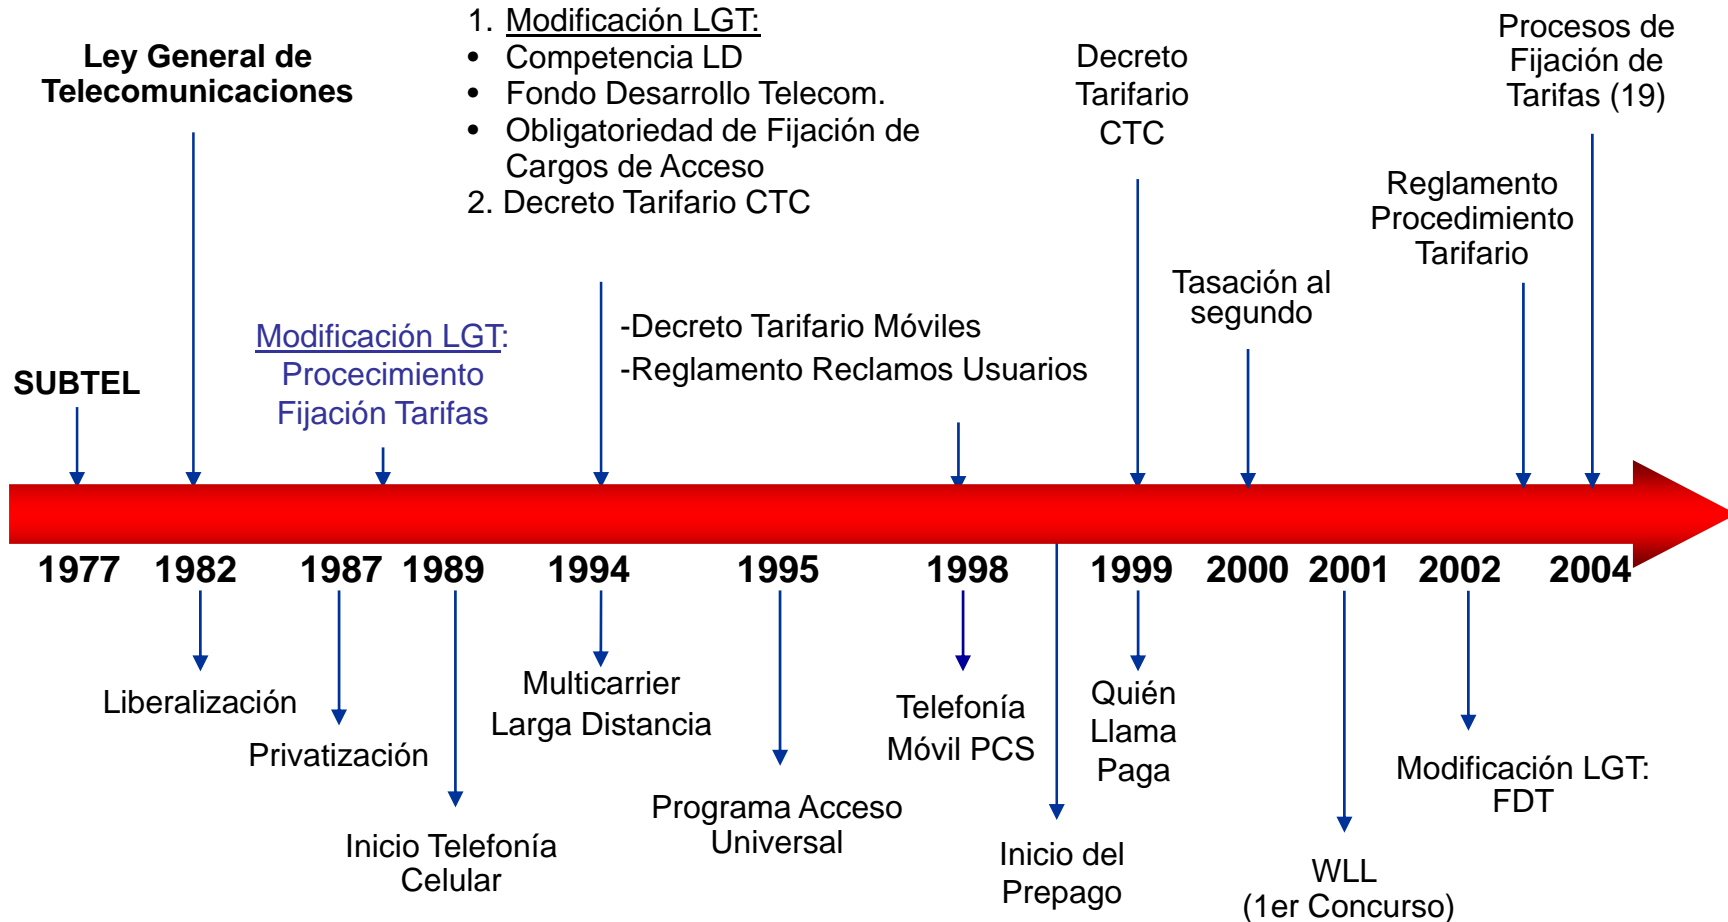 Ley General de
Telecomunicaciones
1. Modificación LGT:
• Competencia LD
• Fondo Desarrollo Telecom.
• Obligatoriedad de Fijación de
Cargos de Acceso
2. Decreto Tarifario CTC
Decreto
Tarifario
CTC
Procesos de
Fijación de
Tarifas (19)
Reglamento
Procedimiento
Tarifario
Tasación al
segundo
-Decreto Tarifario Móviles
-Reglamento Reclamos Usuarios
Modificación LGT:
Procecimiento
Fijación Tarifas
SUBTEL
1977 1982 1987 1989 1994 1995 1998 1999 2000 2001 2002 2004
Liberalización
Privatización
Inicio Telefonía
Celular
Multicarrier
Larga Distancia
Programa Acceso
Universal
Telefonía
Móvil PCS
Inicio del
Prepago
Quién
Llama
Paga
WLL
(1er Concurso)
Modificación LGT:
FDT